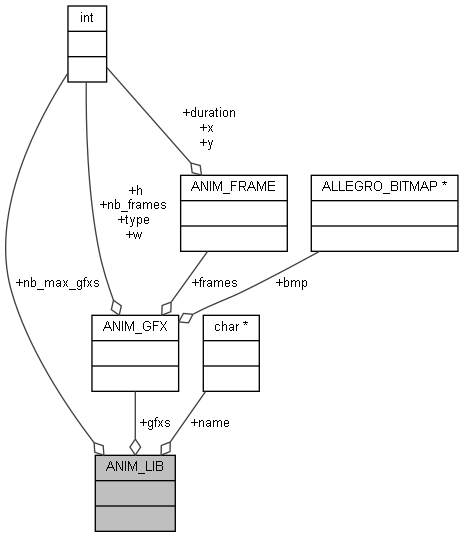 int
+duration
+x
+y
ANIM_FRAME
ALLEGRO_BITMAP *
+h
+nb_frames
+type
+w
+nb_max_gfxs
+frames
+bmp
ANIM_GFX
char *
+gfxs
+name
ANIM_LIB